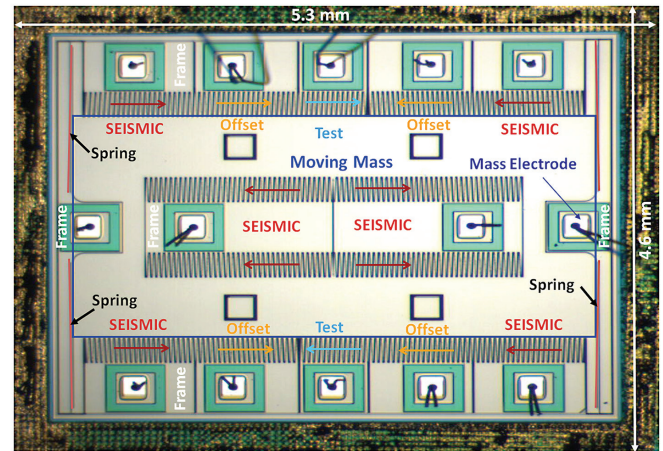 5.3 mm
Frame
SEISMIC
Offset
Test
Offset
SEISMIC
Spring
Moving Mass
Mass Electrode
Frame
Frame
SEISMIC
SEISMIC
Frame
4.6 mm
Spring
Spring
SEISMIC
Offset
Test
Offset
SEISMIC
Frame